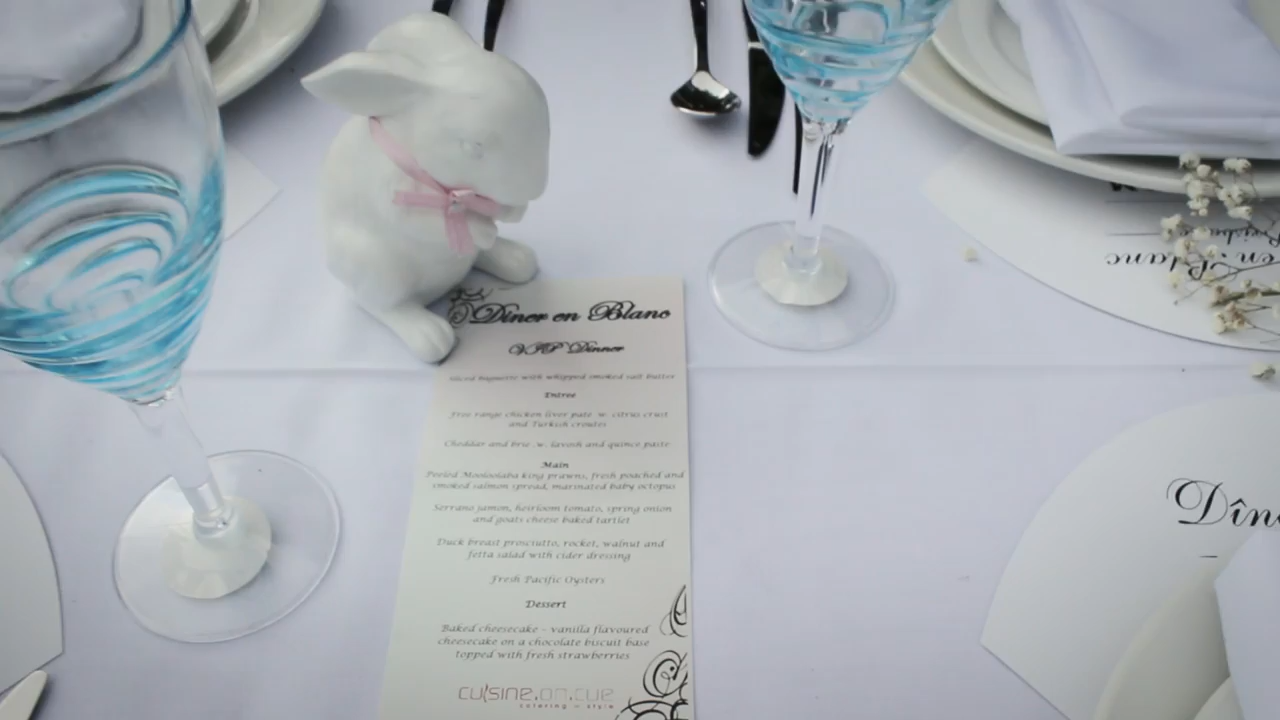 Dîner en Blanc
VIP Dinner
Sliced baguette with whipped smoked salt butter
Entree
Free range chicken liver pate w. citrus crust
and Turkish croutes
Cheddar and brie .w. lavosh and quince paste
Main
Peeled Mooloolaba king prawns, fresh poached and
smoked salmon spread, marinated baby octopus
Serrano jamon, heirloom tomato, spring onion
and goats cheese baked tartlet
Duck breast prosciutto, rocket, walnut and
fetta salad with cider dressing
Fresh Pacific Oysters
Dessert
Baked cheesecake – vanilla flavoured
cheesecake on a chocolate biscuit base
topped with fresh strawberries
cuisine.on.cue
catering – style
en Blanc
Brisbane
Dîn